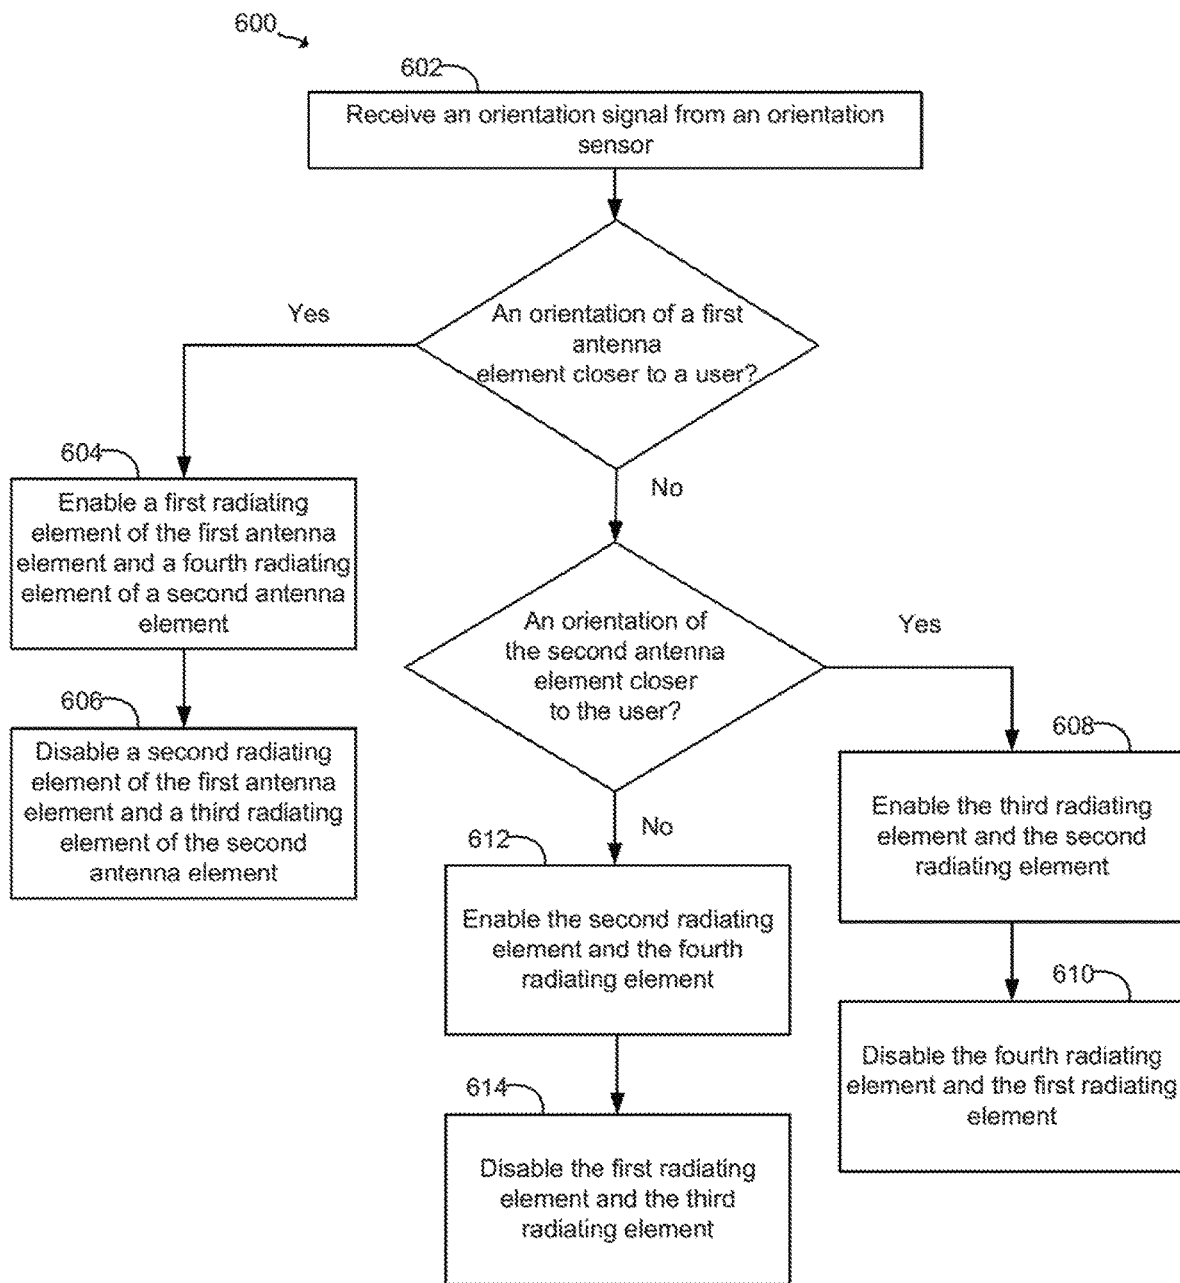 600
602
Receive an orientation signal from an orientation
sensor
An orientation of a first
antenna
element closer to a user?
Yes
No
604
Enable a first radiating
element of the first antenna
element and a fourth radiating
element of a second antenna
element
606
Disable a second radiating
element of the first antenna
element and a third radiating
element of the second
antenna element
An orientation of
the second antenna
element closer
to the user?
Yes
No
608
Enable the third radiating
element and the second
radiating element
610
Disable the fourth radiating
element and the first radiating
element
612
Enable the second radiating
element and the fourth
radiating element
614
Disable the first radiating
element and the third
radiating element